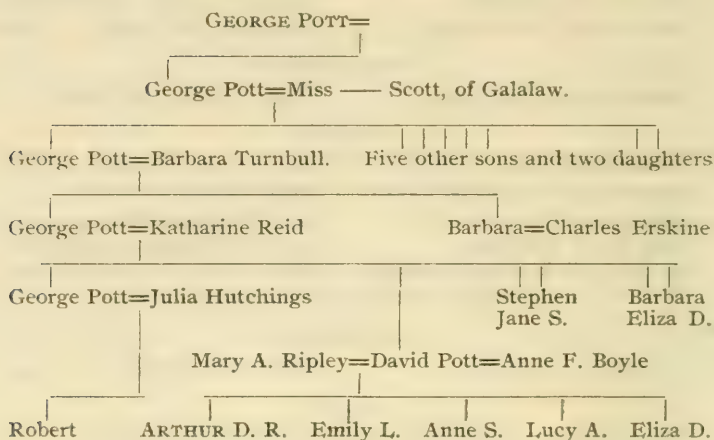 GEORGE POTT=
George Pott=Miss —— Scott, of Galalaw.
George Pott=Barbara Turnbull. Five other sons and two daughters
George Pott=Katharine Reid Barbara=Charles Erskine
George Pott=Julia Hutchings Stephen Barbara
Jane S. Eliza D.
Mary A. Ripley=David Pott=Anne F. Boyle
Robert ARTHUR D. R. Emily L. Anne S. Lucy A. Eliza D.